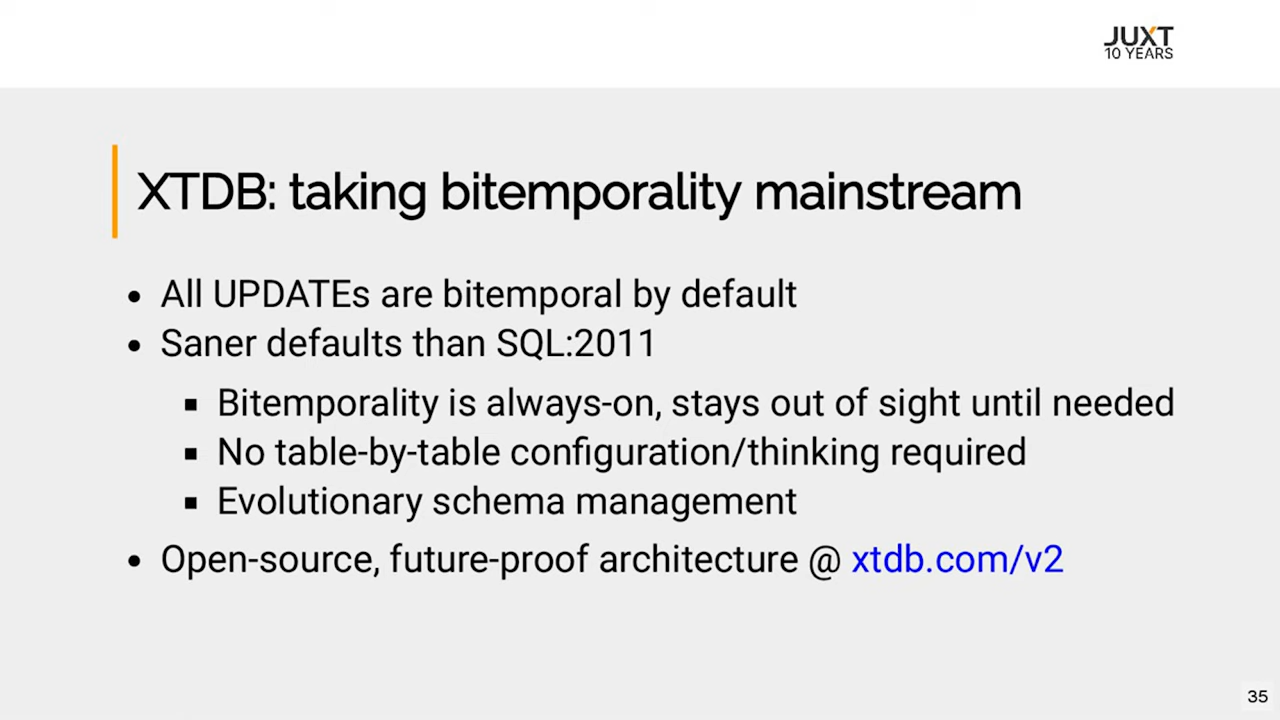 JUXT
10 YEARS
XTDB: taking bitemporality mainstream
• All UPDATEs are bitemporal by default
• Saner defaults than SQL:2011
▪ Bitemporality is always-on, stays out of sight until needed
▪ No table-by-table configuration/thinking required
▪ Evolutionary schema management
• Open-source, future-proof architecture @ xtdb.com/v2
35